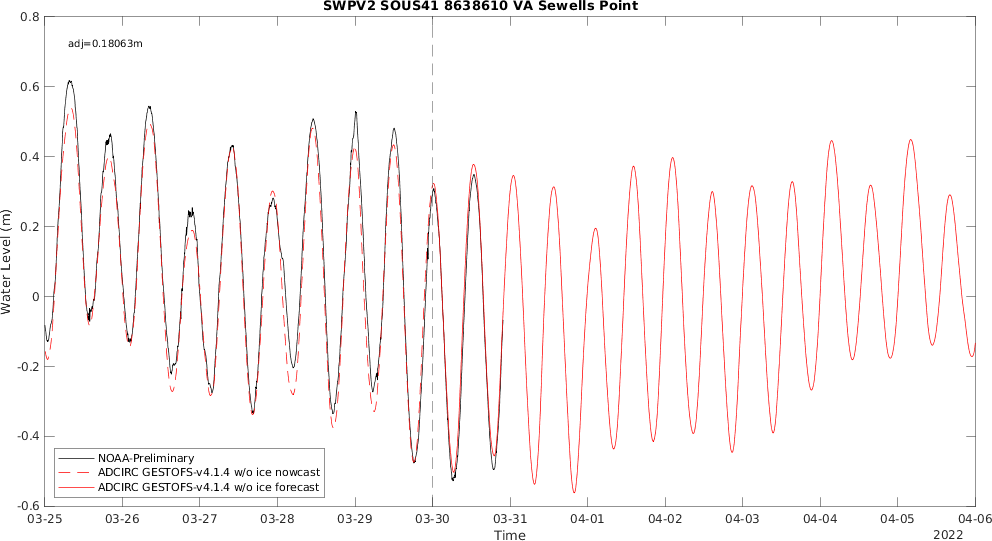 SWPV2 SOUS41 8638610 VA Sewells Point
adj=0.18063m
0.8
0.6
0.4
0.2
0
-0.2
-0.4
-0.6
Water Level (m)
NOAA-Preliminary
ADCIRC GESTOFS-v4.1.4 w/o ice nowcast
ADCIRC GESTOFS-v4.1.4 w/o ice forecast
03-25 03-26 03-27 03-28 03-29 03-30 03-31 04-01 04-02 04-03 04-04 04-05 04-06
Time
2022